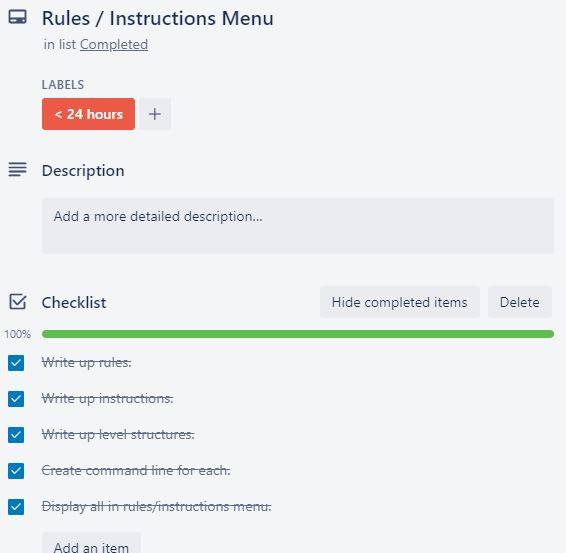 Rules / Instructions Menu
in list Completed
LABELS
< 24 hours
+
Description
Add a more detailed description...
Checklist
Hide completed items
Delete
100%
Write up rules.
Write up instructions.
Write up level structures.
Create command line for each.
Display all in rules/instructions menu.
Add an item